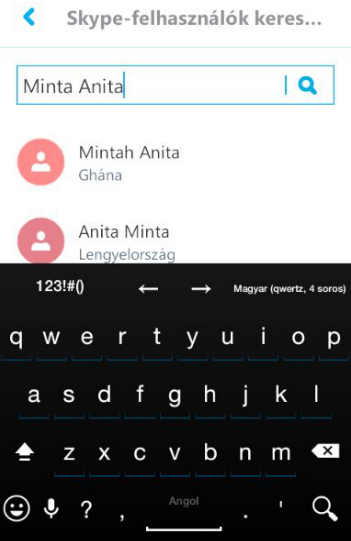 Skype-felhasználók keres...
Minta Anita
Mintah Anita
Ghána
Anita Minta
Lengyelország
123!#() ← → Magyar (qwertz, 4 soros)
q w e r t y u i o p
a s d f g h j k l
z x c v b n m
? , Angol . '